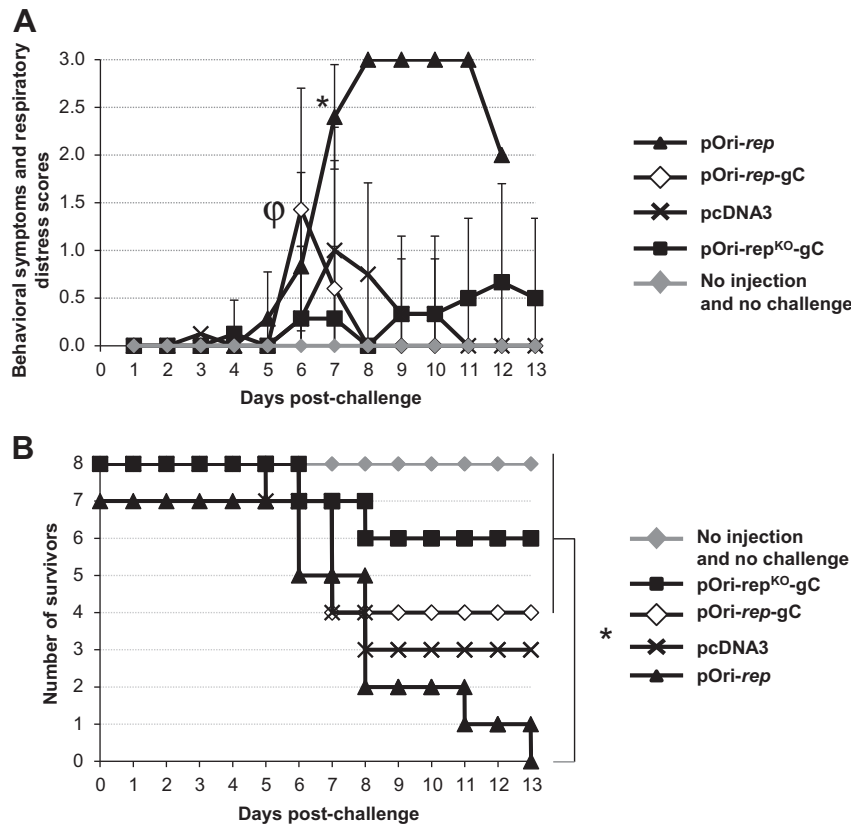 A
Behavioral symptoms and respiratory
distress scores
3.0
2.5
2.0
1.5
1.0
0.5
0.0
*
φ
0 1 2 3 4 5 6 7 8 9 10 11 12 13
Days post-challenge
pOri-rep
pOri-rep-gC
pcDNA3
pOri-repKO-gC
No injection
and no challenge
B
Number of survivors
8
7
6
5
4
3
2
1
0
0 1 2 3 4 5 6 7 8 9 10 11 12 13
Days post-challenge
*
No injection
and no challenge
pOri-repKO-gC
pOri-rep-gC
pcDNA3
pOri-rep